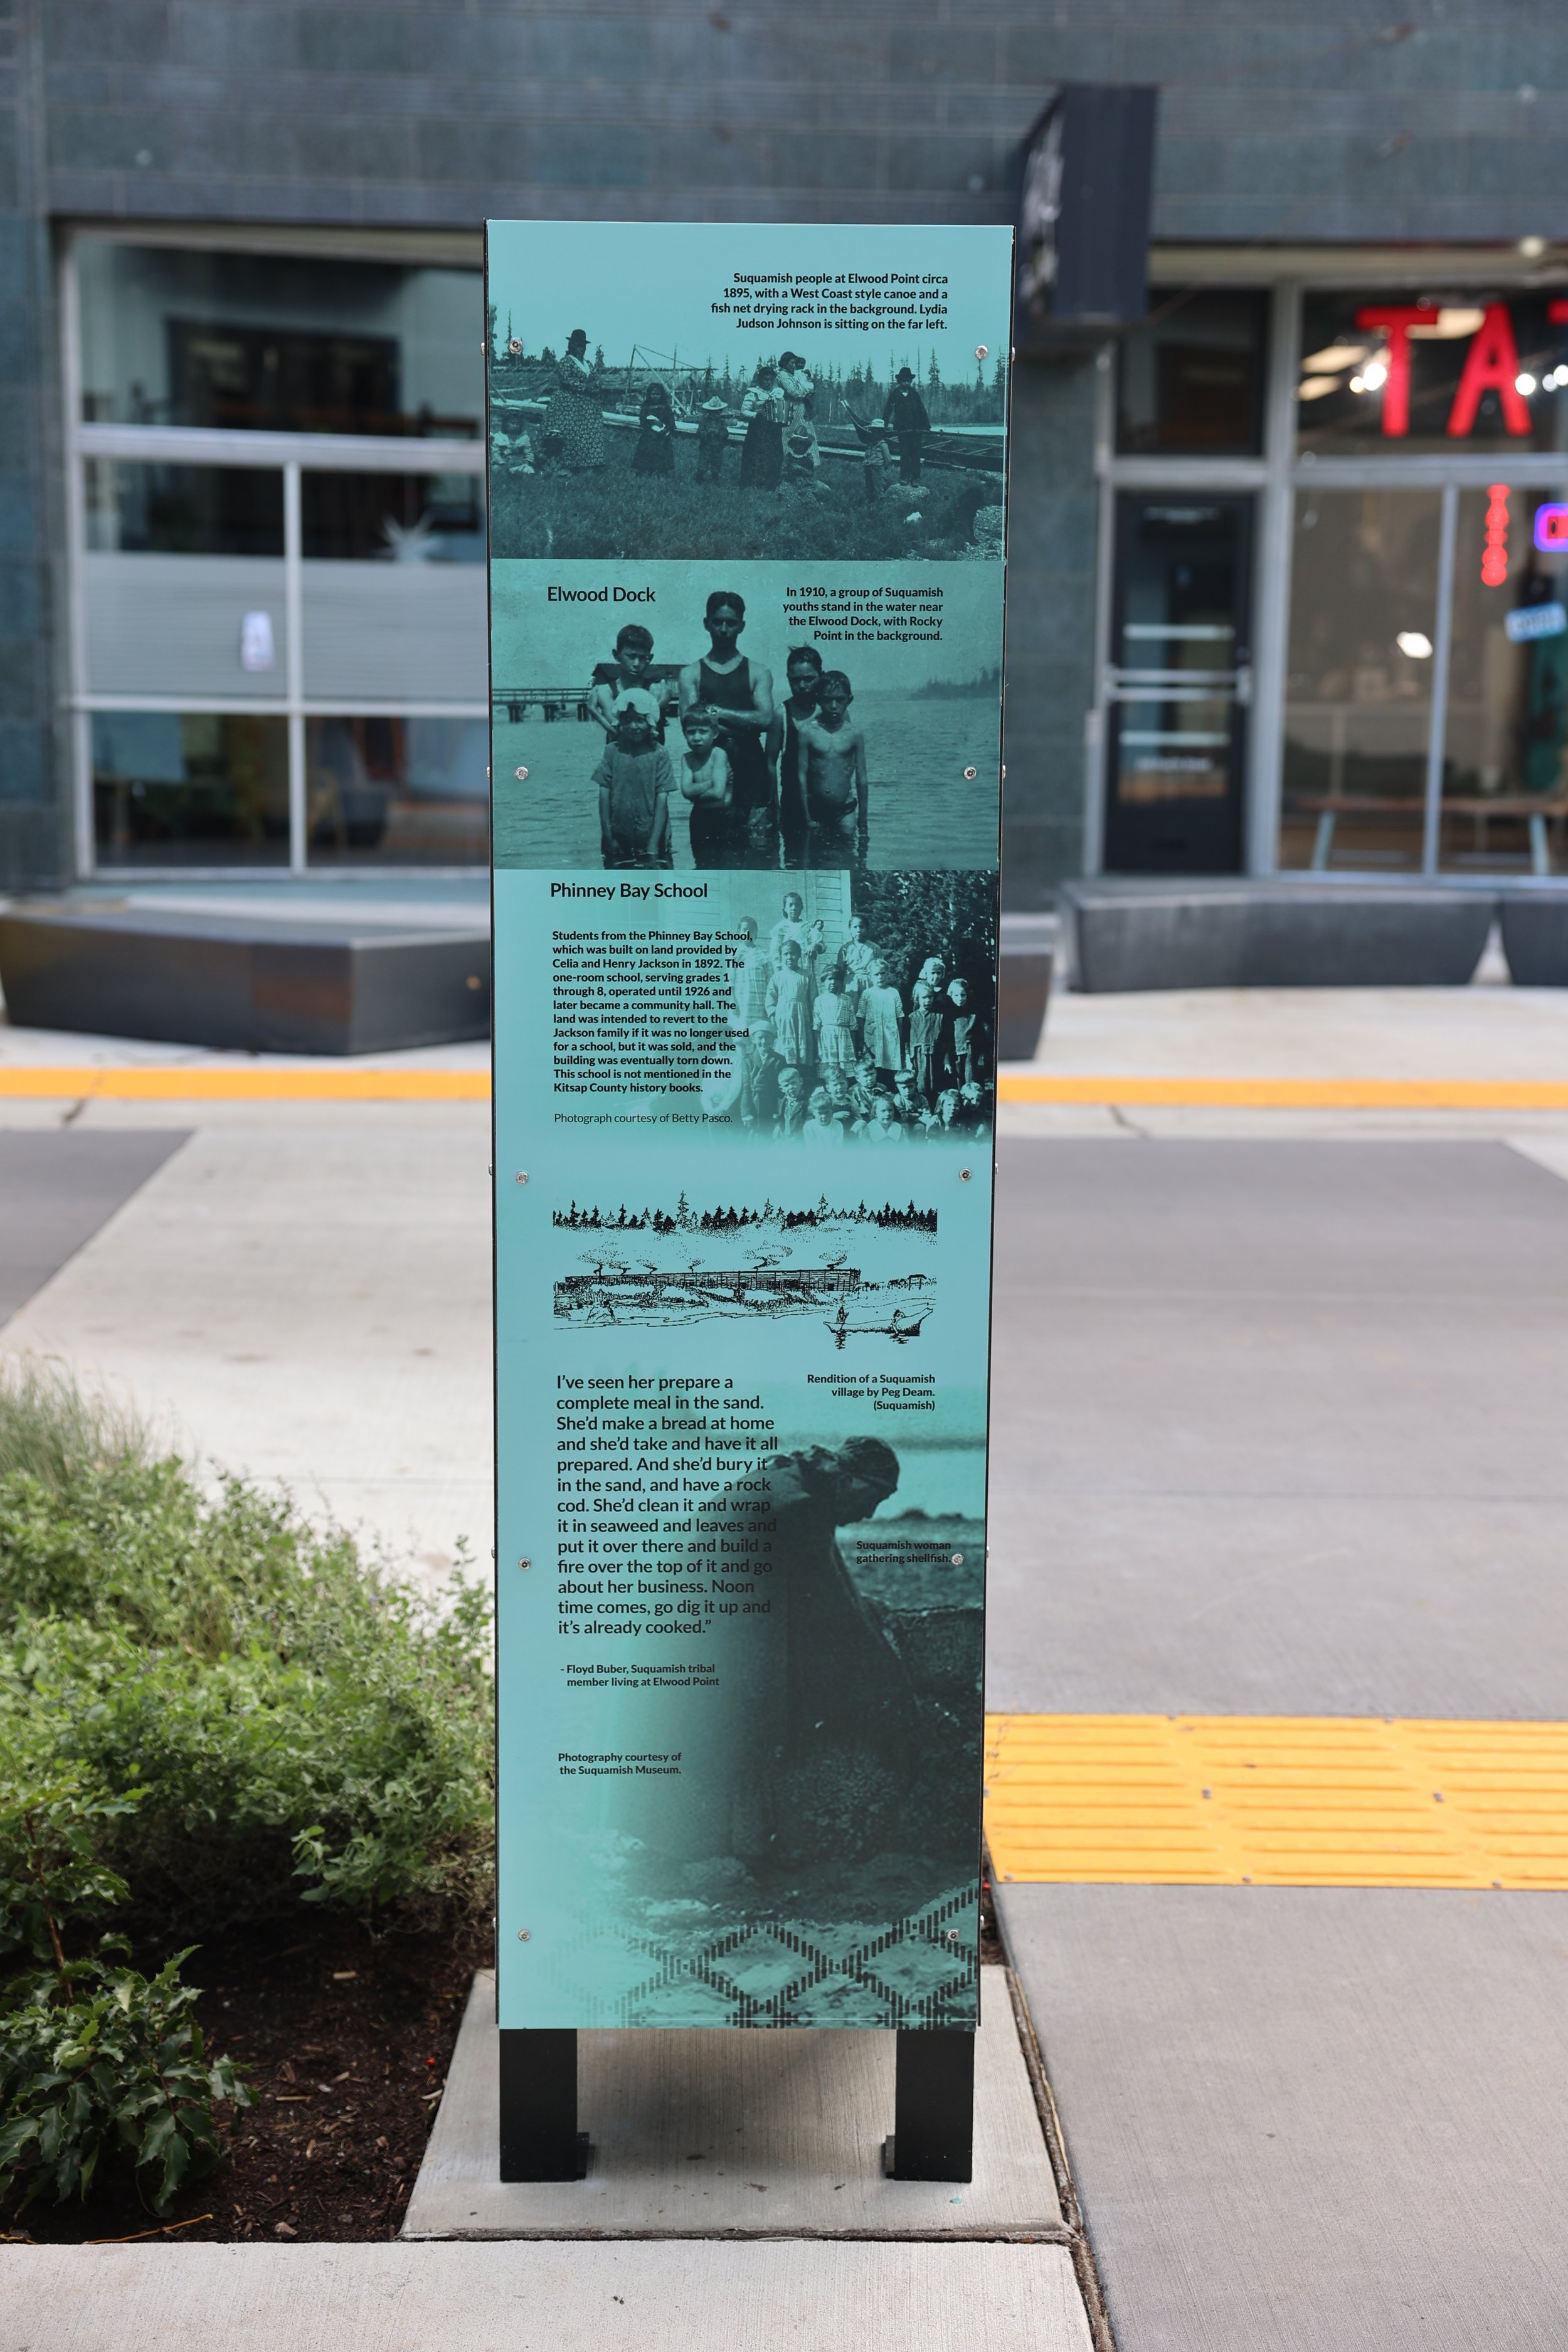 Suquamish people at Elwood Point circa
1895, with a West Coast style canoe and a
fish net drying rack in the background. Lydia
Judson Johnson is sitting on the far left.
TAT
Elwood Dock
In 1910, a group of Suquamish
youths stand in the water near
the Elwood Dock, with Rocky
Point in the background.
Phinney Bay School
Students from the Phinney Bay School,
which was built on land provided by
Celia and Henry Jackson in 1892. The
one-room school, serving grades 1
through 8, operated until 1926 and
later became a community hall. The
land was intended to revert to the
Jackson family if it was no longer used
for a school, but it was sold, and the
building was eventually torn down.
This school is not mentioned in the
Kitsap County history books.
Photograph courtesy of Betty Pasco.
Rendition of a Suquamish
village by Peg Deam.
(Suquamish)
I've seen her prepare a
complete meal in the sand.
She'd make a bread at home
and she'd take and have it all
prepared. And she'd bury it
in the sand, and have a rock
cod. She'd clean it and wrap
it in seaweed and leaves and
put it over there and build a
fire over the top of it and go
about her business. Noon
time comes, go dig it up and
it's already cooked.”
Suquamish woman
gathering shellfish.
- Floyd Buber, Suquamish tribal
member living at Elwood Point
Photography courtesy of
the Suquamish Museum.